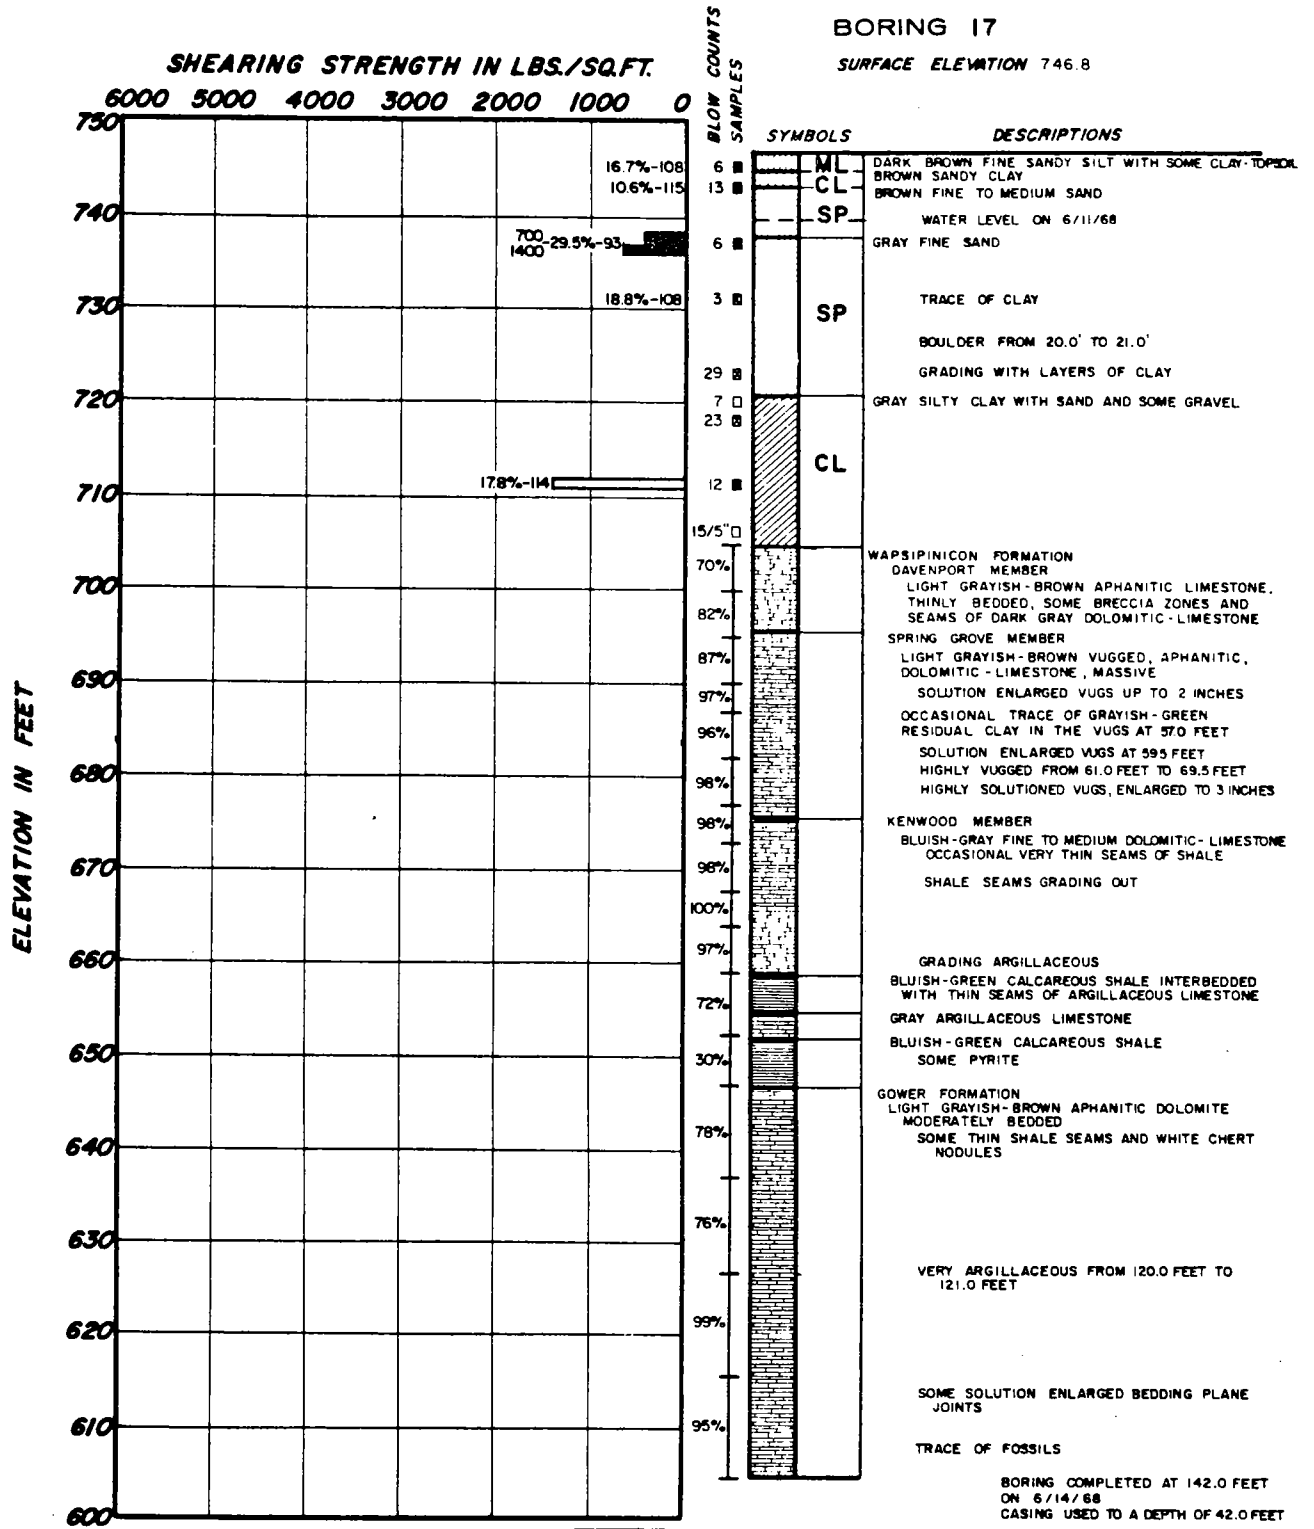 BORING 17
SURFACE ELEVATION 746.8
SHEARING STRENGTH IN LBS./SQ.FT.
BLOW COUNTS
SAMPLES
6000 5000 4000 3000 2000 1000 0
SYMBOLS
DESCRIPTIONS
ELEVATION IN FEET
750
740
730
720
710
700
690
680
670
660
650
640
630
620
610
600
16.7%-108
10.6%-115
700
1400
29.5%-93
18.8%-108
17.8%-114
6
13
6
3
29
7
23
12
15/5"
70%
82%
87%
97%
96%
98%
98%
98%
100%
97%
72%
30%
78%
76%
99%
95%
ML
CL
SP
SP
CL
DARK BROWN FINE SANDY SILT WITH SOME CLAY-TOPSOIL
BROWN SANDY CLAY
BROWN FINE TO MEDIUM SAND
WATER LEVEL ON 6/11/68
GRAY FINE SAND
TRACE OF CLAY
BOULDER FROM 20.0' TO 21.0'
GRADING WITH LAYERS OF CLAY
GRAY SILTY CLAY WITH SAND AND SOME GRAVEL
WAPSIPINICON FORMATION
DAVENPORT MEMBER
LIGHT GRAYISH-BROWN APHANITIC LIMESTONE,
THINLY BEDDED, SOME BRECCIA ZONES AND
SEAMS OF DARK GRAY DOLOMITIC-LIMESTONE
SPRING GROVE MEMBER
LIGHT GRAYISH-BROWN VUGGED, APHANITIC,
DOLOMITIC-LIMESTONE, MASSIVE
SOLUTION ENLARGED VUGS UP TO 2 INCHES
OCCASIONAL TRACE OF GRAYISH-GREEN
RESIDUAL CLAY IN THE VUGS AT 57.0 FEET
SOLUTION ENLARGED VUGS AT 59.5 FEET
HIGHLY VUGGED FROM 61.0 FEET TO 69.5 FEET
HIGHLY SOLUTIONED VUGS, ENLARGED TO 3 INCHES
KENWOOD MEMBER
BLUISH-GRAY FINE TO MEDIUM DOLOMITIC-LIMESTONE
OCCASIONAL VERY THIN SEAMS OF SHALE
SHALE SEAMS GRADING OUT
GRADING ARGILLACEOUS
BLUISH-GREEN CALCAREOUS SHALE INTERBEDDED
WITH THIN SEAMS OF ARGILLACEOUS LIMESTONE
GRAY ARGILLACEOUS LIMESTONE
BLUISH-GREEN CALCAREOUS SHALE
SOME PYRITE
GOWER FORMATION
LIGHT GRAYISH-BROWN APHANITIC DOLOMITE
MODERATELY BEDDED
SOME THIN SHALE SEAMS AND WHITE CHERT
NODULES
VERY ARGILLACEOUS FROM 120.0 FEET TO
121.0 FEET
SOME SOLUTION ENLARGED BEDDING PLANE
JOINTS
TRACE OF FOSSILS
BORING COMPLETED AT 142.0 FEET
ON 6/14/68
CASING USED TO A DEPTH OF 42.0 FEET